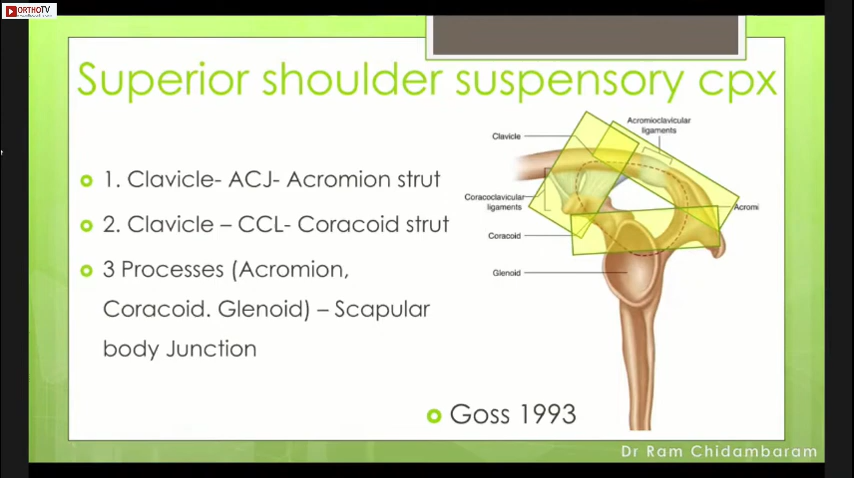 ORTHOTV
Superior shoulder suspensory cpx
1. Clavicle- ACJ- Acromion strut
2. Clavicle – CCL- Coracoid strut
3 Processes (Acromion,
Coracoid. Glenoid) – Scapular
body Junction
Goss 1993
Acromioclavicular
ligaments
Clavicle
Coracoclavicular
ligaments
Acromi
Coracoid
Glenoid
Dr Ram Chidambaram